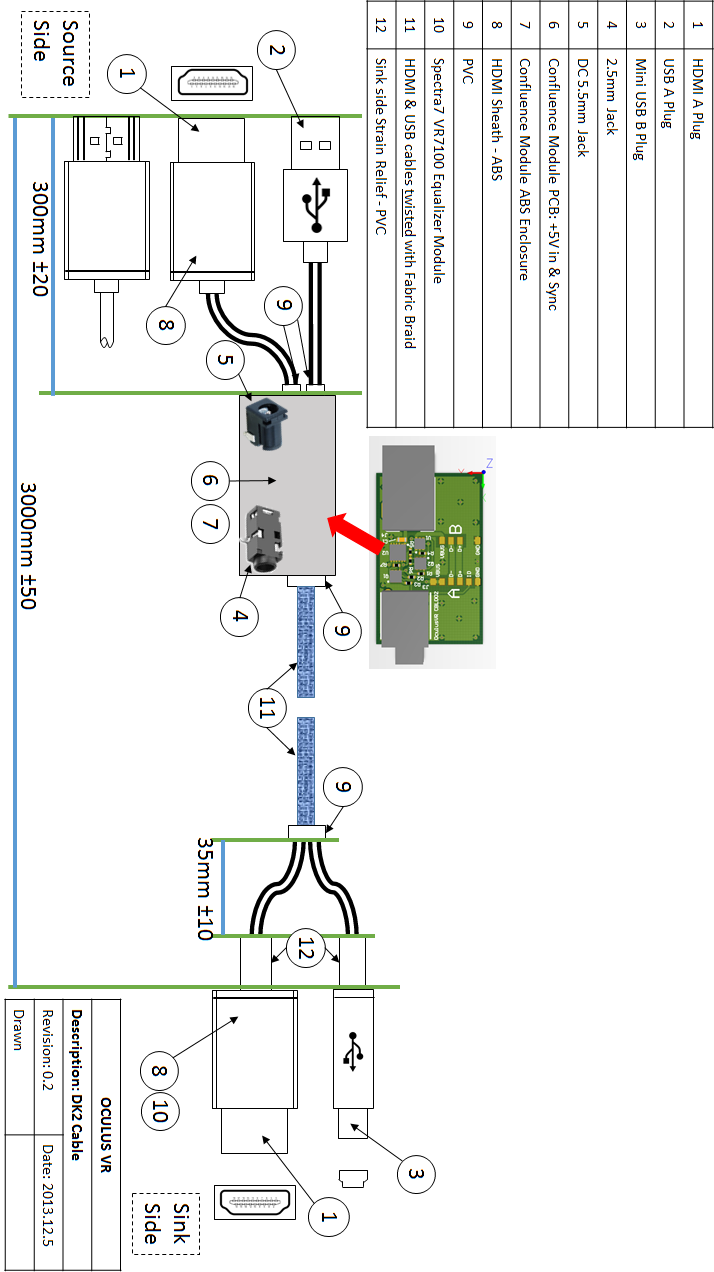 1 HDMI A Plug
2 USB A Plug
3 Mini USB B Plug
4 2.5mm Jack
5 DC 5.5mm Jack
6 Confluence Module PCB: +5V in & Sync
7 Confluence Module ABS Enclosure
8 HDMI Sheath - ABS
9 PVC
10 Spectra7 VR7100 Equalizer Module
11 HDMI & USB cables twisted with Fabric Braid
12 Sink side Strain Relief - PVC
Z
B
A
2
1
9
8
5
6
7
4
9
11
9
12
3
8
10
1
Source
Side
300mm ±20
3000mm ±50
35mm ±10
Sink
Side
OCULUS VR
Description: DK2 Cable
Revision: 0.2
Date: 2013.12.5
Drawn